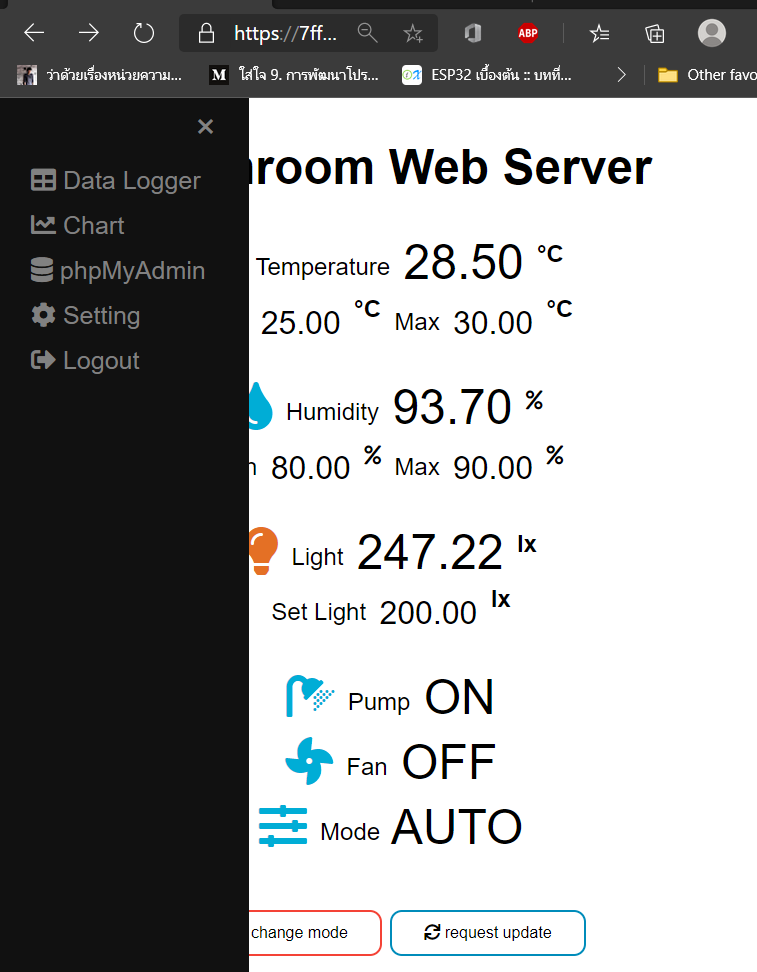 https://7ff...
ABP
ว่าด้วยเรื่องหน่วยความ...
M ใส่ใจ 9. การพัฒนาโปร...
ESP32 เบื้องต้น :: บทที่...
Other favo
×
Data Logger
Chart
phpMyAdmin
Setting
Logout
room Web Server
Temperature 28.50 °C
25.00 °C Max 30.00 °C
Humidity 93.70 %
80.00 % Max 90.00 %
Light 247.22 lx
Set Light 200.00 lx
Pump ON
Fan OFF
Mode AUTO
change mode
request update